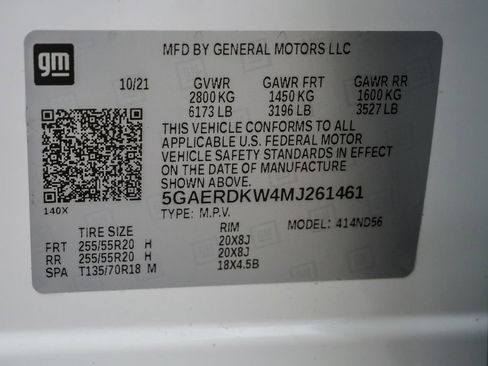 gm
MFD BY GENERAL MOTORS LLC
10/21 GVWR GAWR FRT GAWR RR
2800 KG 1450 KG 1600 KG
6173 LB 3196 LB 3527 LB
THIS VEHICLE CONFORMS TO ALL
APPLICABLE U.S. FEDERAL MOTOR
VEHICLE SAFETY STANDARDS IN EFFECT
ON THE DATE OF MANUFACTURE
SHOWN ABOVE.
140X
5GAERDKW4MJ261461
TYPE: M.P.V. MODEL: 414ND56
TIRE SIZE RIM
FRT 255/55R20 H 20X8J
RR 255/55R20 H 20X8J
SPA T135/70R18 M 18X4.5B